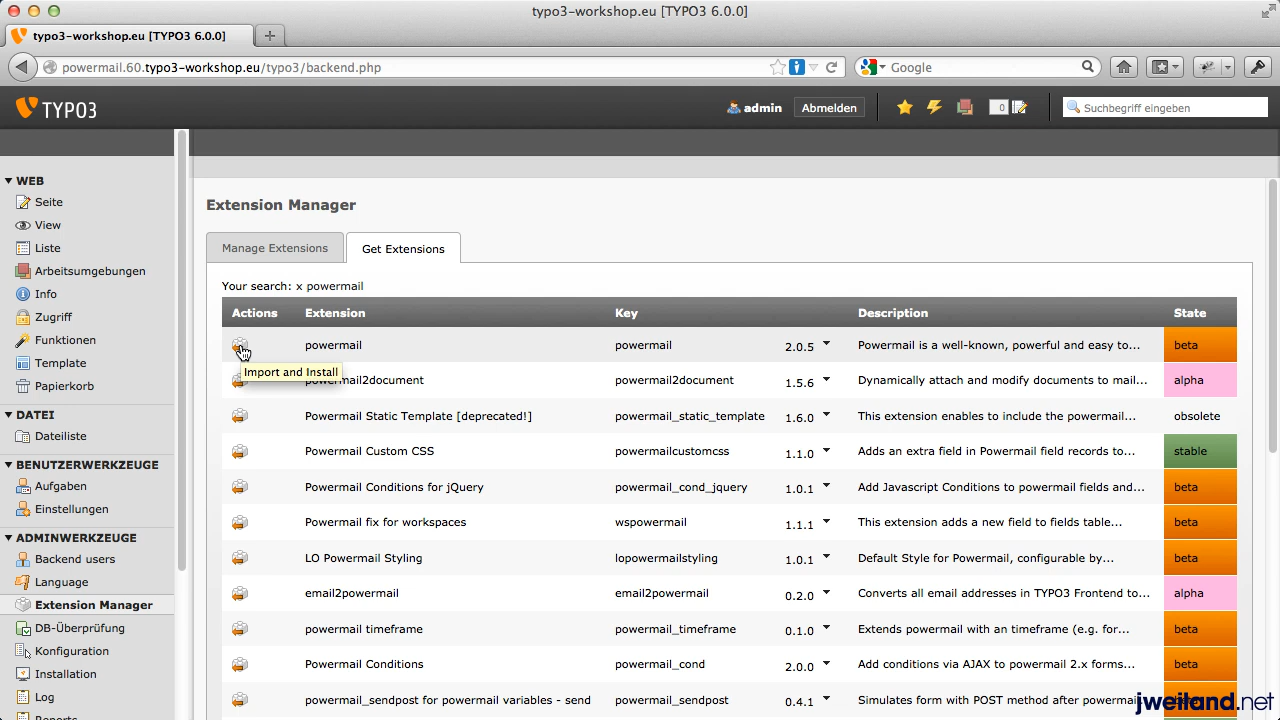 typo3-workshop.eu [TYPO3 6.0.0]
typo3-workshop.eu [TYPO3 6.0.0]
powermail.60.typo3-workshop.eu/typo3/backend.php
Google
TYPO3
admin
Abmelden
0
Suchbegriff eingeben
WEB
Seite
View
Liste
Arbeitsumgebungen
Info
Zugriff
Funktionen
Template
Papierkorb
DATEI
Dateiliste
BENUTZERWERKZEUGE
Aufgaben
Einstellungen
ADMINWERKZEUGE
Backend users
Language
Extension Manager
DB-Überprüfung
Konfiguration
Installation
Log
Reports
Extension Manager
Manage Extensions
Get Extensions
Your search: x powermail
Actions Extension Key Description State
powermail powermail 2.0.5 Powermail is a well-known, powerful and easy to... beta
Import and Install
powermail2document powermail2document 1.5.6 Dynamically attach and modify documents to mail... alpha
Powermail Static Template [deprecated!] powermail_static_template 1.6.0 This extension enables to include the powermail... obsolete
Powermail Custom CSS powermailcustomcss 1.1.0 Adds an extra field in Powermail field records to... stable
Powermail Conditions for jQuery powermail_cond_jquery 1.0.1 Add Javascript Conditions to powermail fields and... beta
Powermail fix for workspaces wspowermail 1.1.1 This extension adds a new field to fields table... beta
LO Powermail Styling lopowermailstyling 1.0.1 Default Style for Powermail, configurable by... beta
email2powermail email2powermail 0.2.0 Converts all email addresses in TYPO3 Frontend to... alpha
powermail timeframe powermail_timeframe 0.1.0 Extends powermail with an timeframe (e.g. for... beta
Powermail Conditions powermail_cond 2.0.0 Add conditions via AJAX to powermail 2.x forms... beta
powermail_sendpost for powermail variables - send powermail_sendpost 0.4.1 Simulats form with POST method after powermail
jweiland.net